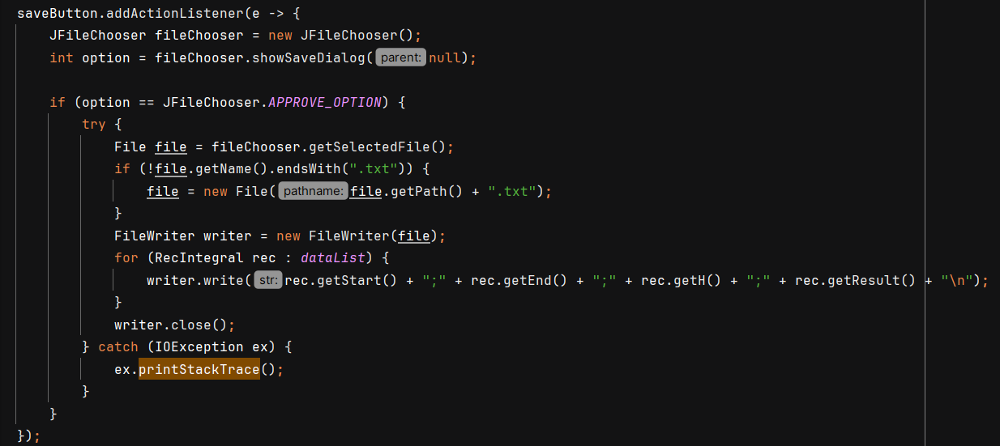 saveButton.addActionListener(e -> {
    JFileChooser fileChooser = new JFileChooser();
    int option = fileChooser.showSaveDialog( parent: null);

    if (option == JFileChooser.APPROVE_OPTION) {
        try {
            File file = fileChooser.getSelectedFile();
            if (!file.getName().endsWith(".txt")) {
                file = new File( pathname: file.getPath() + ".txt");
            }
            FileWriter writer = new FileWriter(file);
            for (RecIntegral rec : dataList) {
                writer.write( str: rec.getStart() + ";" + rec.getEnd() + ";" + rec.getH() + ";" + rec.getResult() + "\n");
            }
            writer.close();
        } catch (IOException ex) {
            ex.printStackTrace();
        }
    }
});